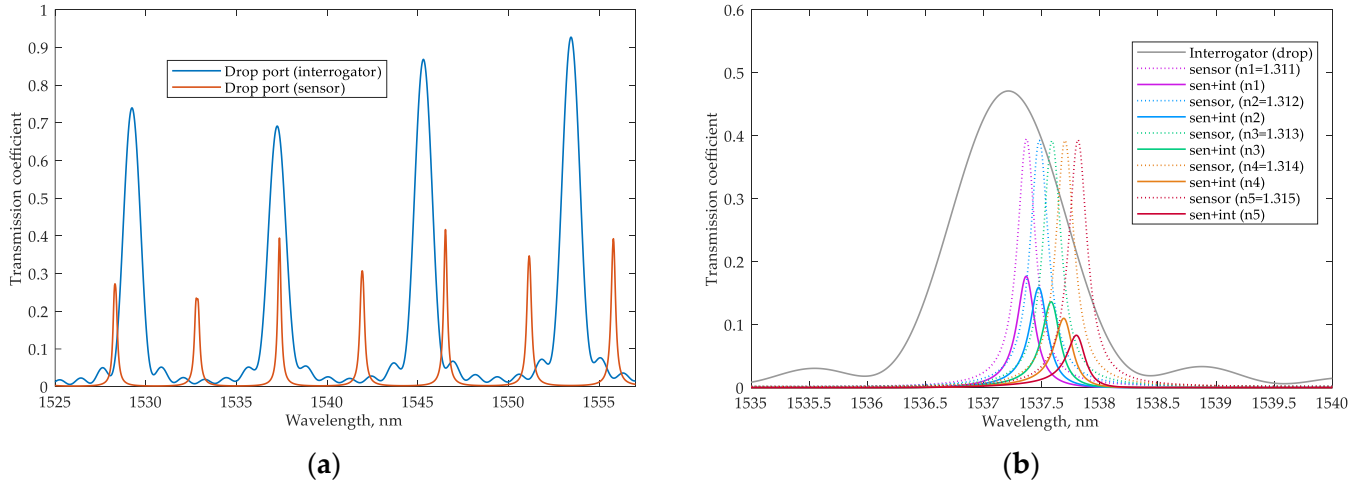 1
0.9
0.8
0.7
0.6
0.5
0.4
0.3
0.2
0.1
0
Transmission coefficient
Drop port (interrogator)
Drop port (sensor)
1525
1530
1535
1540
1545
1550
1555
Wavelength, nm
(a)
0.6
0.5
0.4
0.3
0.2
0.1
0
Transmission coefficient
Interrogator (drop)
sensor (n1=1.311)
sen+int (n1)
sensor, (n2=1.312)
sen+int (n2)
sensor, (n3=1.313)
sen+int (n3)
sensor, (n4=1.314)
sen+int (n4)
sensor (n5=1.315)
sen+int (n5)
1535
1535.5
1536
1536.5
1537
1537.5
1538
1538.5
1539
1539.5
1540
Wavelength, nm
(b)